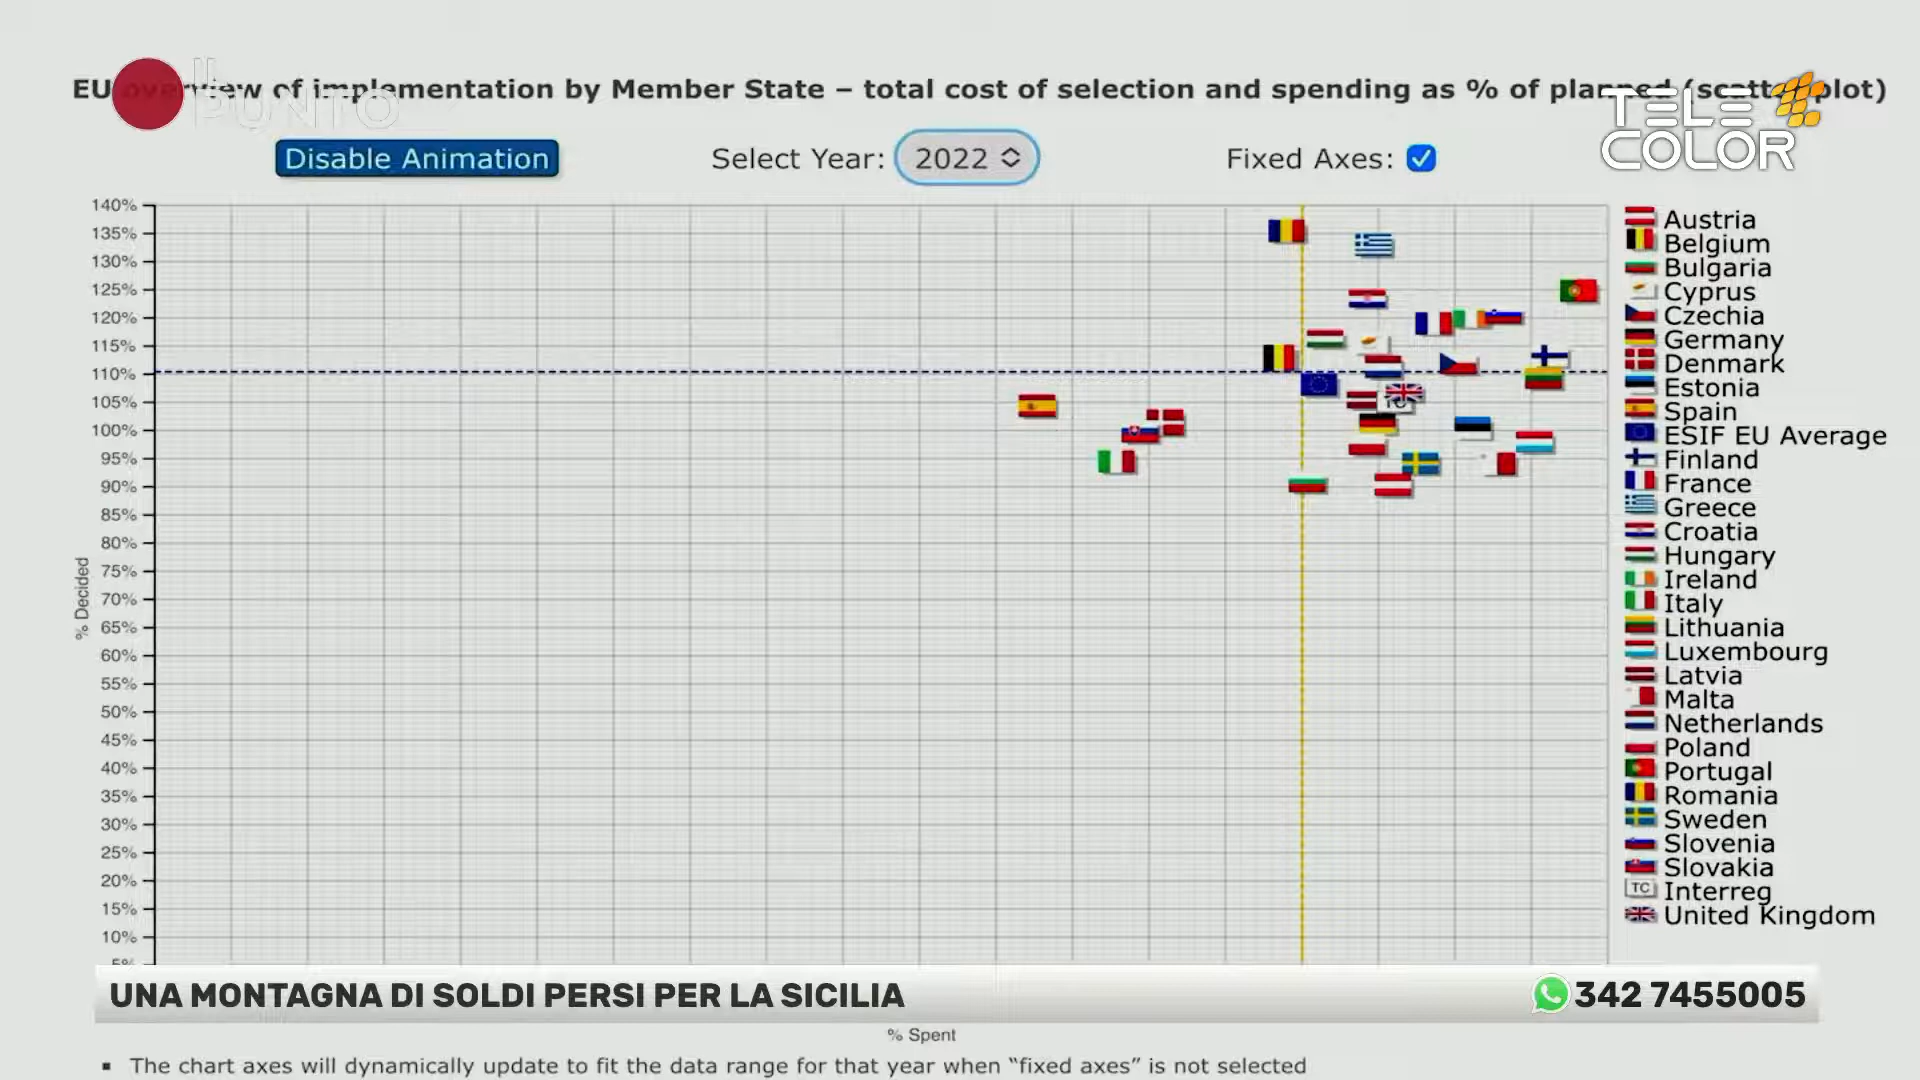 EU overview of implementation by Member State – total cost of selection and spending as % of planned (scatter plot)
IL PUNTO
TELE COLOR
Disable Animation
Select Year: 2022
Fixed Axes:
140%
135%
130%
125%
120%
115%
110%
105%
100%
95%
90%
85%
80%
75%
70%
65%
60%
55%
50%
45%
40%
35%
30%
25%
20%
15%
10%
5%
% Decided
TC
Austria
Belgium
Bulgaria
Cyprus
Czechia
Germany
Denmark
Estonia
Spain
ESIF EU Average
Finland
France
Greece
Croatia
Hungary
Ireland
Italy
Lithuania
Luxembourg
Latvia
Malta
Netherlands
Poland
Portugal
Romania
Sweden
Slovenia
Slovakia
TC Interreg
United Kingdom
UNA MONTAGNA DI SOLDI PERSI PER LA SICILIA
342 7455005
% Spent
▪ The chart axes will dynamically update to fit the data range for that year when “fixed axes” is not selected